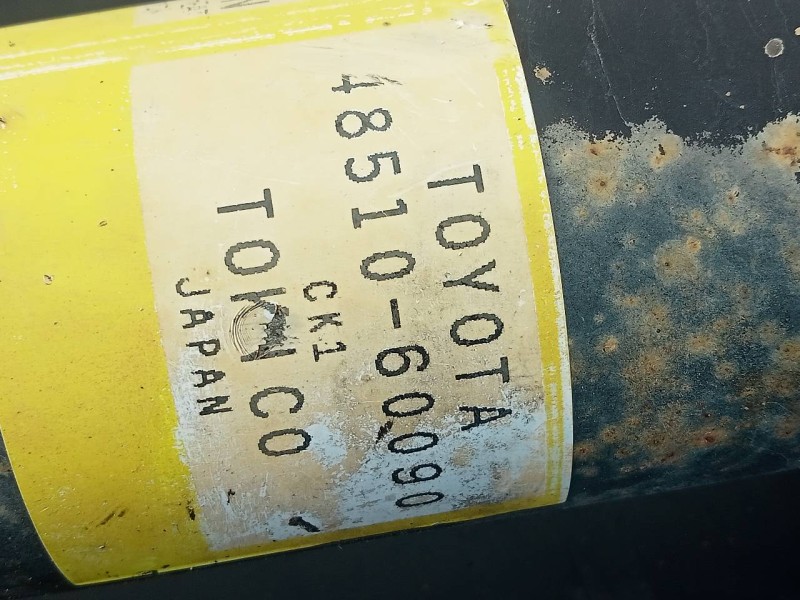 TOYOTA
48510-60090
CK1
TOKICO
JAPAN